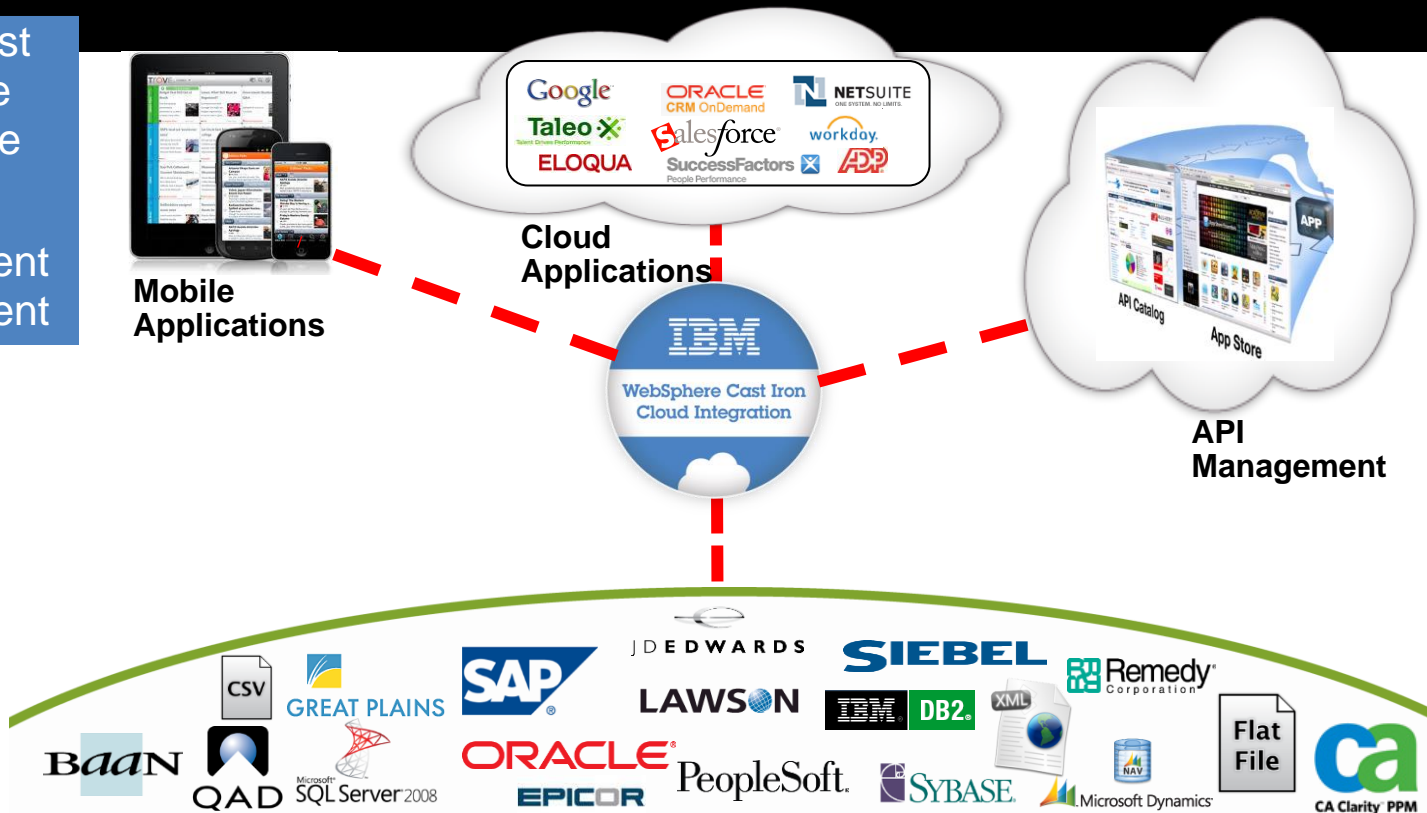 st
e
e
ent
ent
Google
ORACLE
CRM OnDemand
NETSUITE
ONE SYSTEM. NO LIMITS.
Taleo
Talent Drives Performance
salesforce
workday.
ELOQUA
SuccessFactors
People Performance
ADP
Cloud
Applications
Mobile
Applications
IBM
WebSphere Cast Iron
Cloud Integration
APP
API Catalog
App Store
API
Management
JDEDWARDS
SIEBEL
CSV
GREAT PLAINS
SAP
LAWSON
IBM. DB2.
XML
Remedy
Corporation
Flat
File
BaaN
QAD
Microsoft
SQL Server 2008
ORACLE
EPICOR
PeopleSoft.
SYBASE
NAV
Microsoft Dynamics
ca
CA Clarity PPM